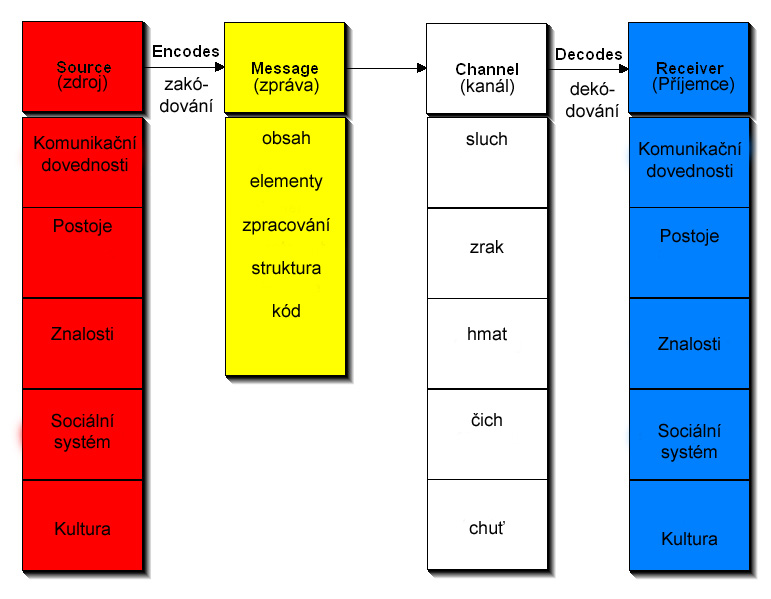 Source
(zdroj)
Encodes
zakó-
dování
Message
(zpráva)
Channel
(kanál)
Decodes
dekó-
dování
Receiver
(Příjemce)
Komunikační
dovednosti
Postoje
Znalosti
Sociální
systém
Kultura
obsah
elementy
zpracování
struktura
kód
sluch
zrak
hmat
čich
chuť
Komunikační
dovednosti
Postoje
Znalosti
Sociální
systém
Kultura